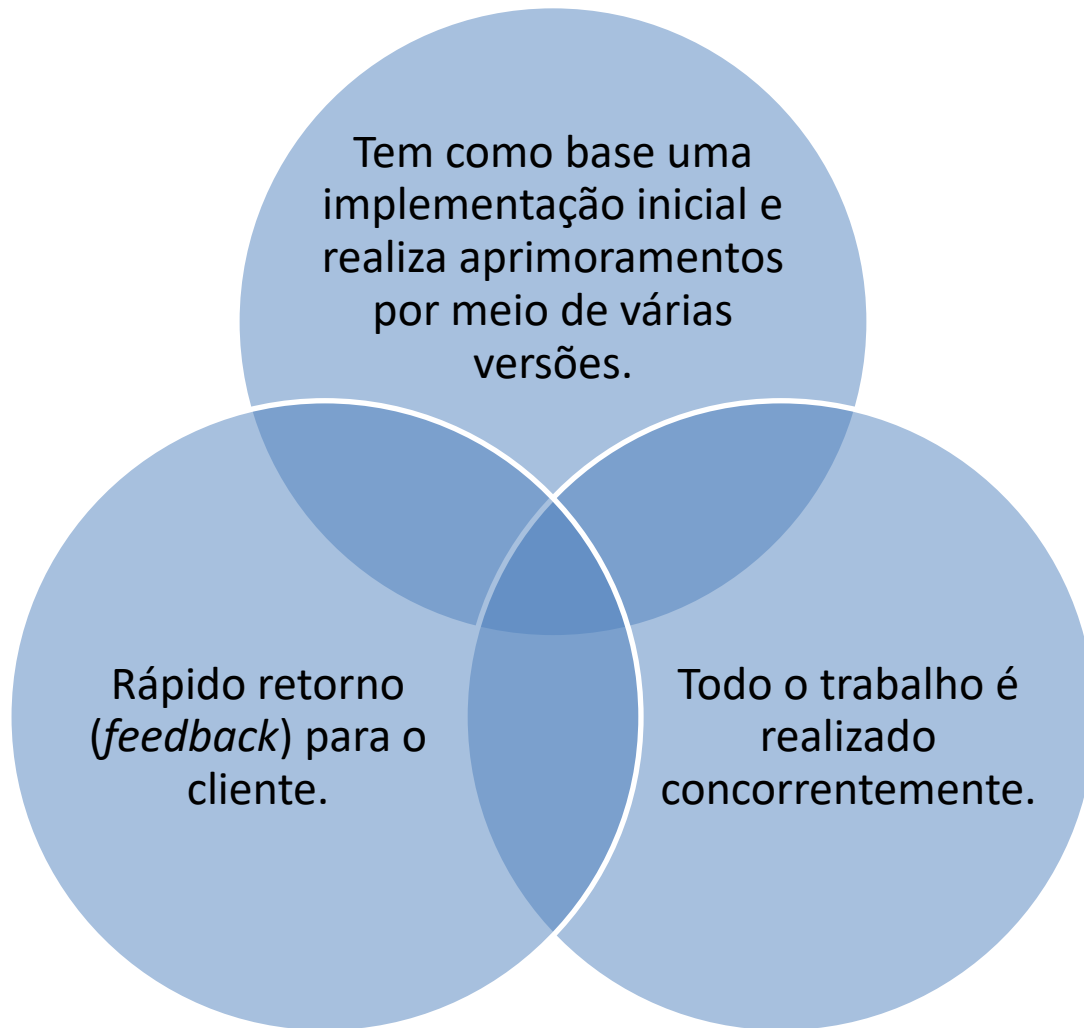 Tem como base uma
implementação inicial e
realiza aprimoramentos
por meio de várias
versões.
Rápido retorno
(feedback) para o
cliente.
Todo o trabalho é
realizado
concorrentemente.